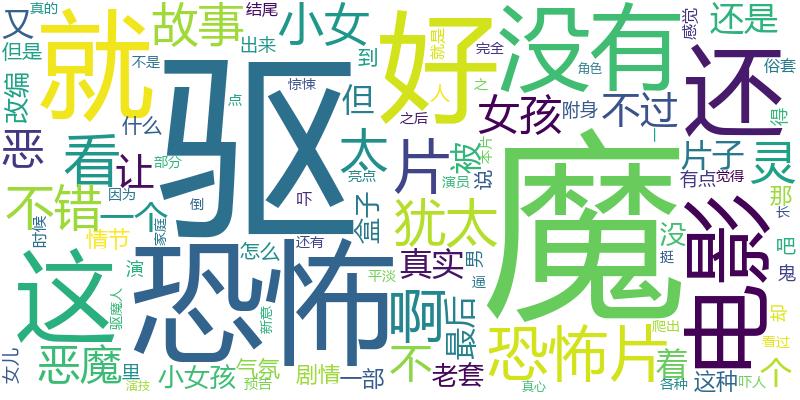 又
真的
但是
故事
结尾
小女
出来
到
好
就是
人
完全
没有
角色
之
感觉
还是
俗套
就
驱
惊悚
不是
点
改编
恶
什么
看
让
部分
但
太
亮点
之后
片
被
本片
演员
说
女孩
附身
不过
一
还
片子
有点
觉得
灵
得
那
长
吧
鬼
不错
一个
因为
情节
时候
倒
家庭
吓
还有
盒子
犹太
魔
没
电影
这
演
驱魔人
恐怖
怎么
新意
平淡
真实
男
逼
啊
最后
挺
爬出
却
看过
恶魔
里
女儿
演技
小女孩
气氛
预告
剧情
一部
不
老套
恐怖片
真心
着
各种
这种
吓人
个